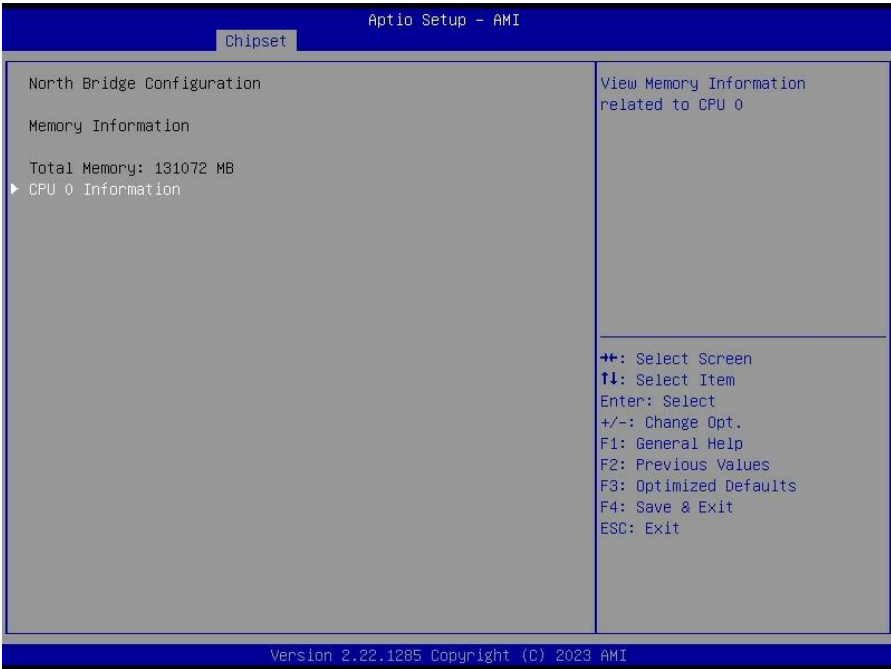 Aptio Setup – AMI
Chipset
North Bridge Configuration
Memory Information
Total Memory: 131072 MB
▶ CPU 0 Information
View Memory Information
related to CPU 0
→←: Select Screen
↑↓: Select Item
Enter: Select
+/-: Change Opt.
F1: General Help
F2: Previous Values
F3: Optimized Defaults
F4: Save & Exit
ESC: Exit
Version 2.22.1285 Copyright (C) 2023 AMI